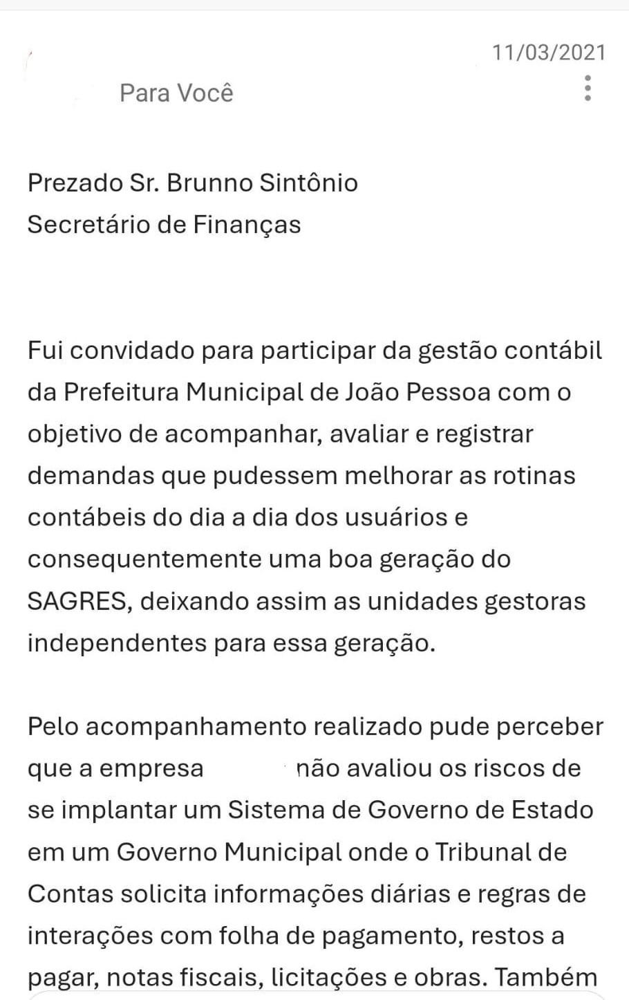 11/03/2021
Para Você
Prezado Sr. Brunno Sintônio
Secretário de Finanças
Fui convidado para participar da gestão contábil
da Prefeitura Municipal de João Pessoa com o
objetivo de acompanhar, avaliar e registrar
demandas que pudessem melhorar as rotinas
contábeis do dia a dia dos usuários e
consequentemente uma boa geração do
SAGRES, deixando assim as unidades gestoras
independentes para essa geração.
Pelo acompanhamento realizado pude perceber
que a empresa não avaliou os riscos de
se implantar um Sistema de Governo de Estado
em um Governo Municipal onde o Tribunal de
Contas solicita informações diárias e regras de
interações com folha de pagamento, restos a
pagar, notas fiscais, licitações e obras. Também